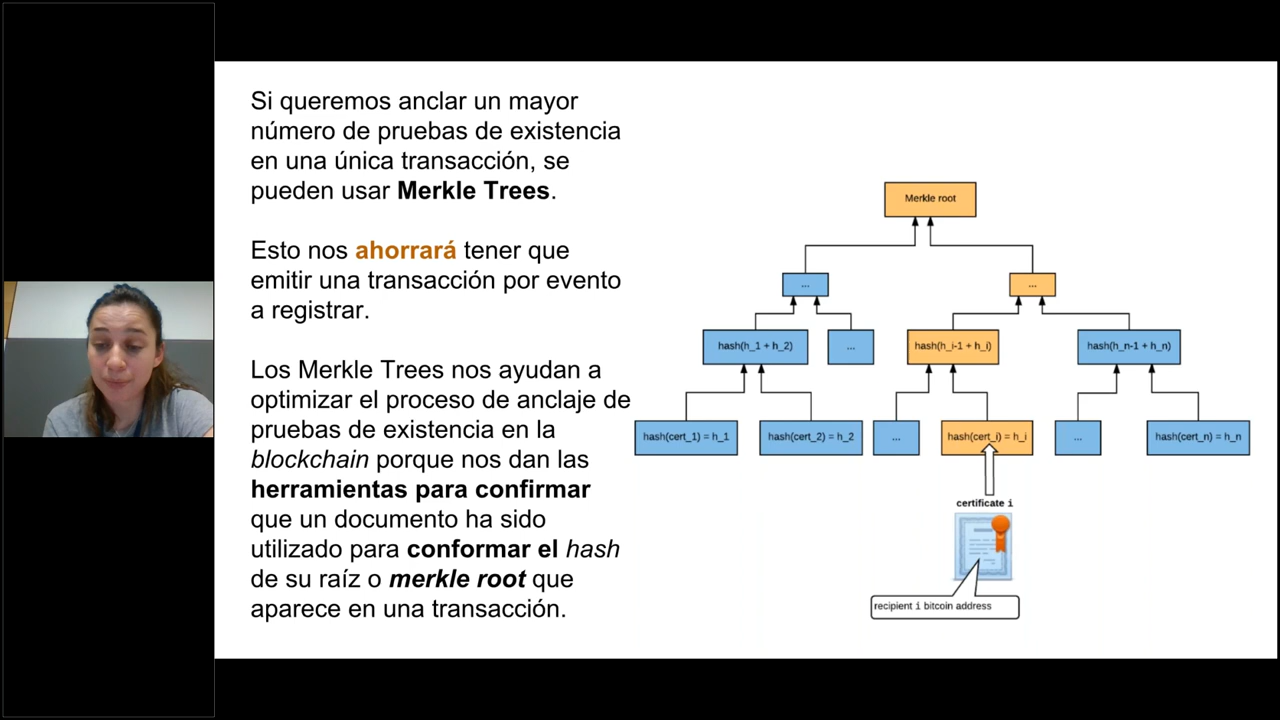 Si queremos anclar un mayor
número de pruebas de existencia
en una única transacción, se
pueden usar Merkle Trees.
Esto nos ahorrará tener que
emitir una transacción por evento
a registrar.
Los Merkle Trees nos ayudan a
optimizar el proceso de anclaje de
pruebas de existencia en la
blockchain porque nos dan las
herramientas para confirmar
que un documento ha sido
utilizado para conformar el hash
de su raíz o merkle root que
aparece en una transacción.
Merkle root
...
...
hash(h_1 + h_2)
...
hash(h_i-1 + h_i)
hash(h_n-1 + h_n)
hash(cert_1) = h_1
hash(cert_2) = h_2
...
hash(cert_i) = h_i
...
hash(cert_n) = h_n
certificate i
recipient i bitcoin address